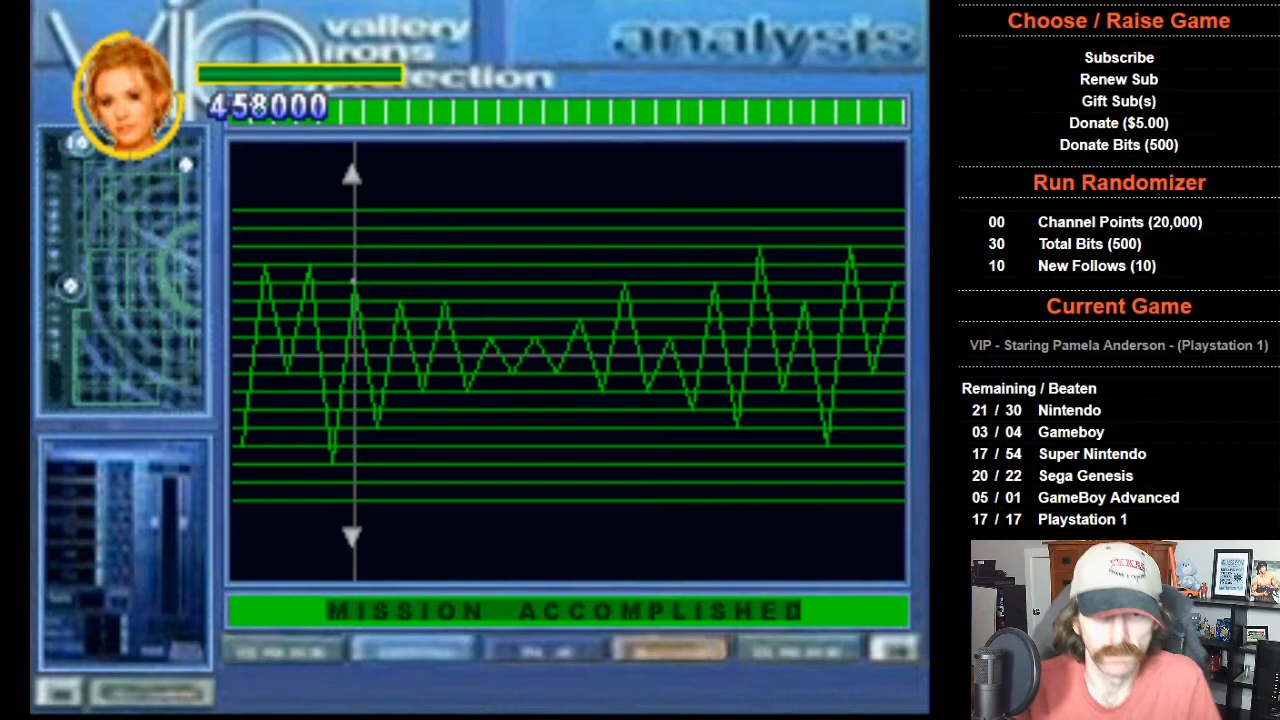 VIP
vallery
irons
ection
analysis
458000
MISSION ACCOMPLISHED
Choose / Raise Game
Subscribe
Renew Sub
Gift Sub(s)
Donate ($5.00)
Donate Bits (500)
Run Randomizer
00 Channel Points (20,000)
30 Total Bits (500)
10 New Follows (10)
Current Game
VIP - Staring Pamela Anderson - (Playstation 1)
Remaining / Beaten
21 / 30 Nintendo
03 / 04 Gameboy
17 / 54 Super Nintendo
20 / 22 Sega Genesis
05 / 01 GameBoy Advanced
17 / 17 Playstation 1